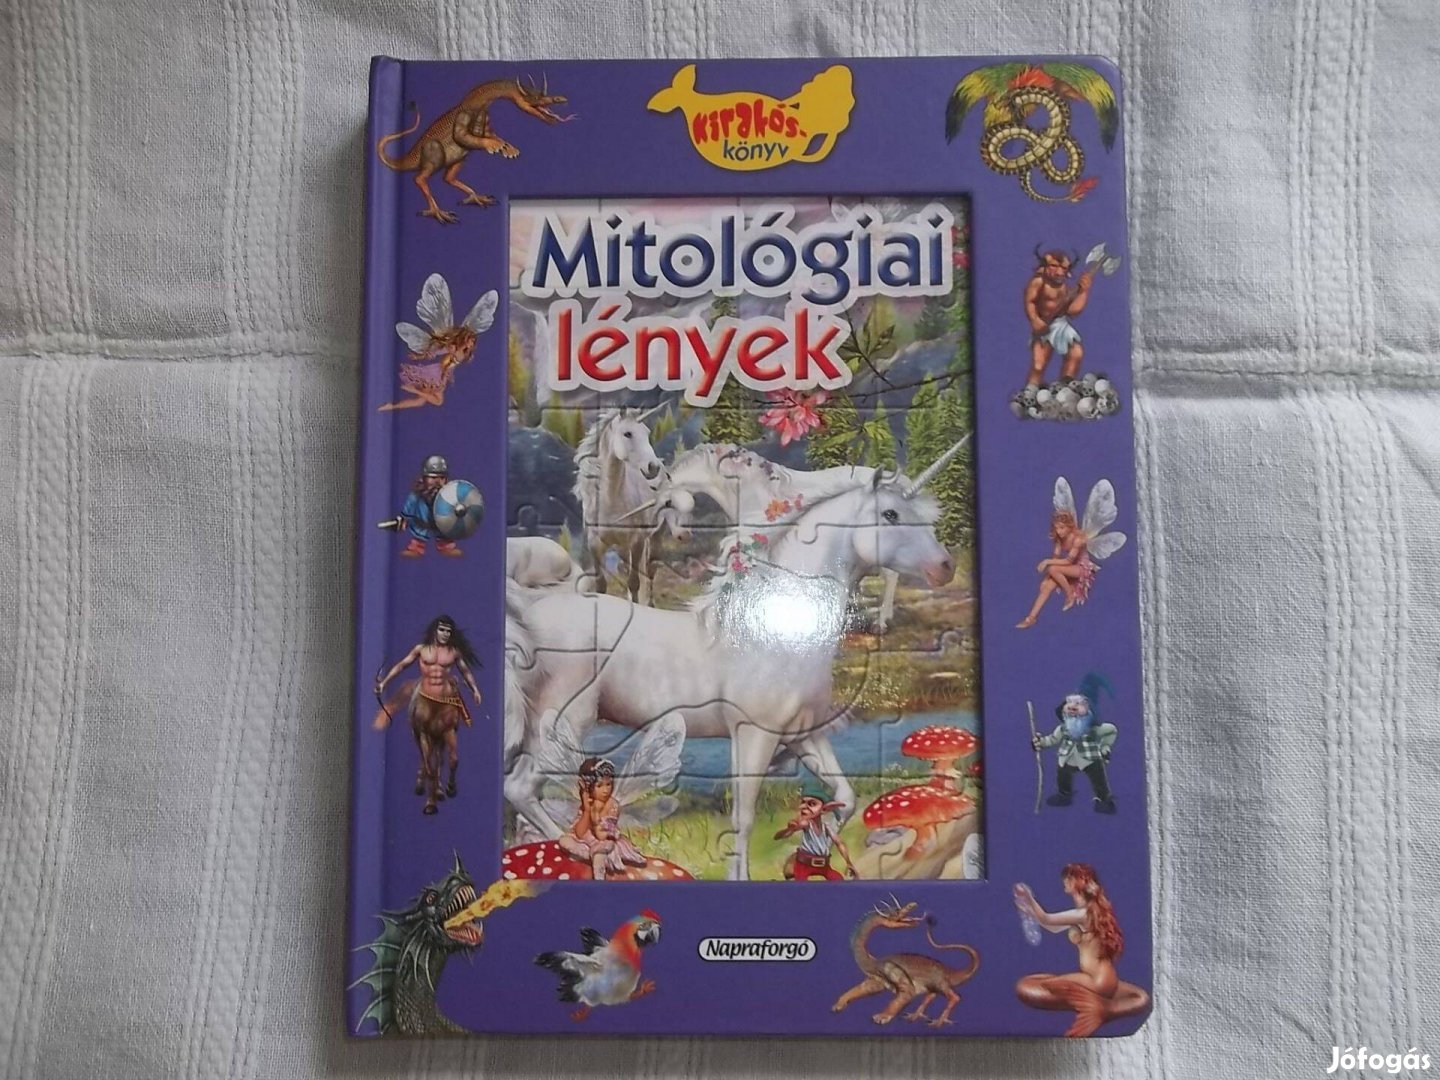 kirakós-
könyv
Mitológiai
lények
Napraforgó
Jófogás